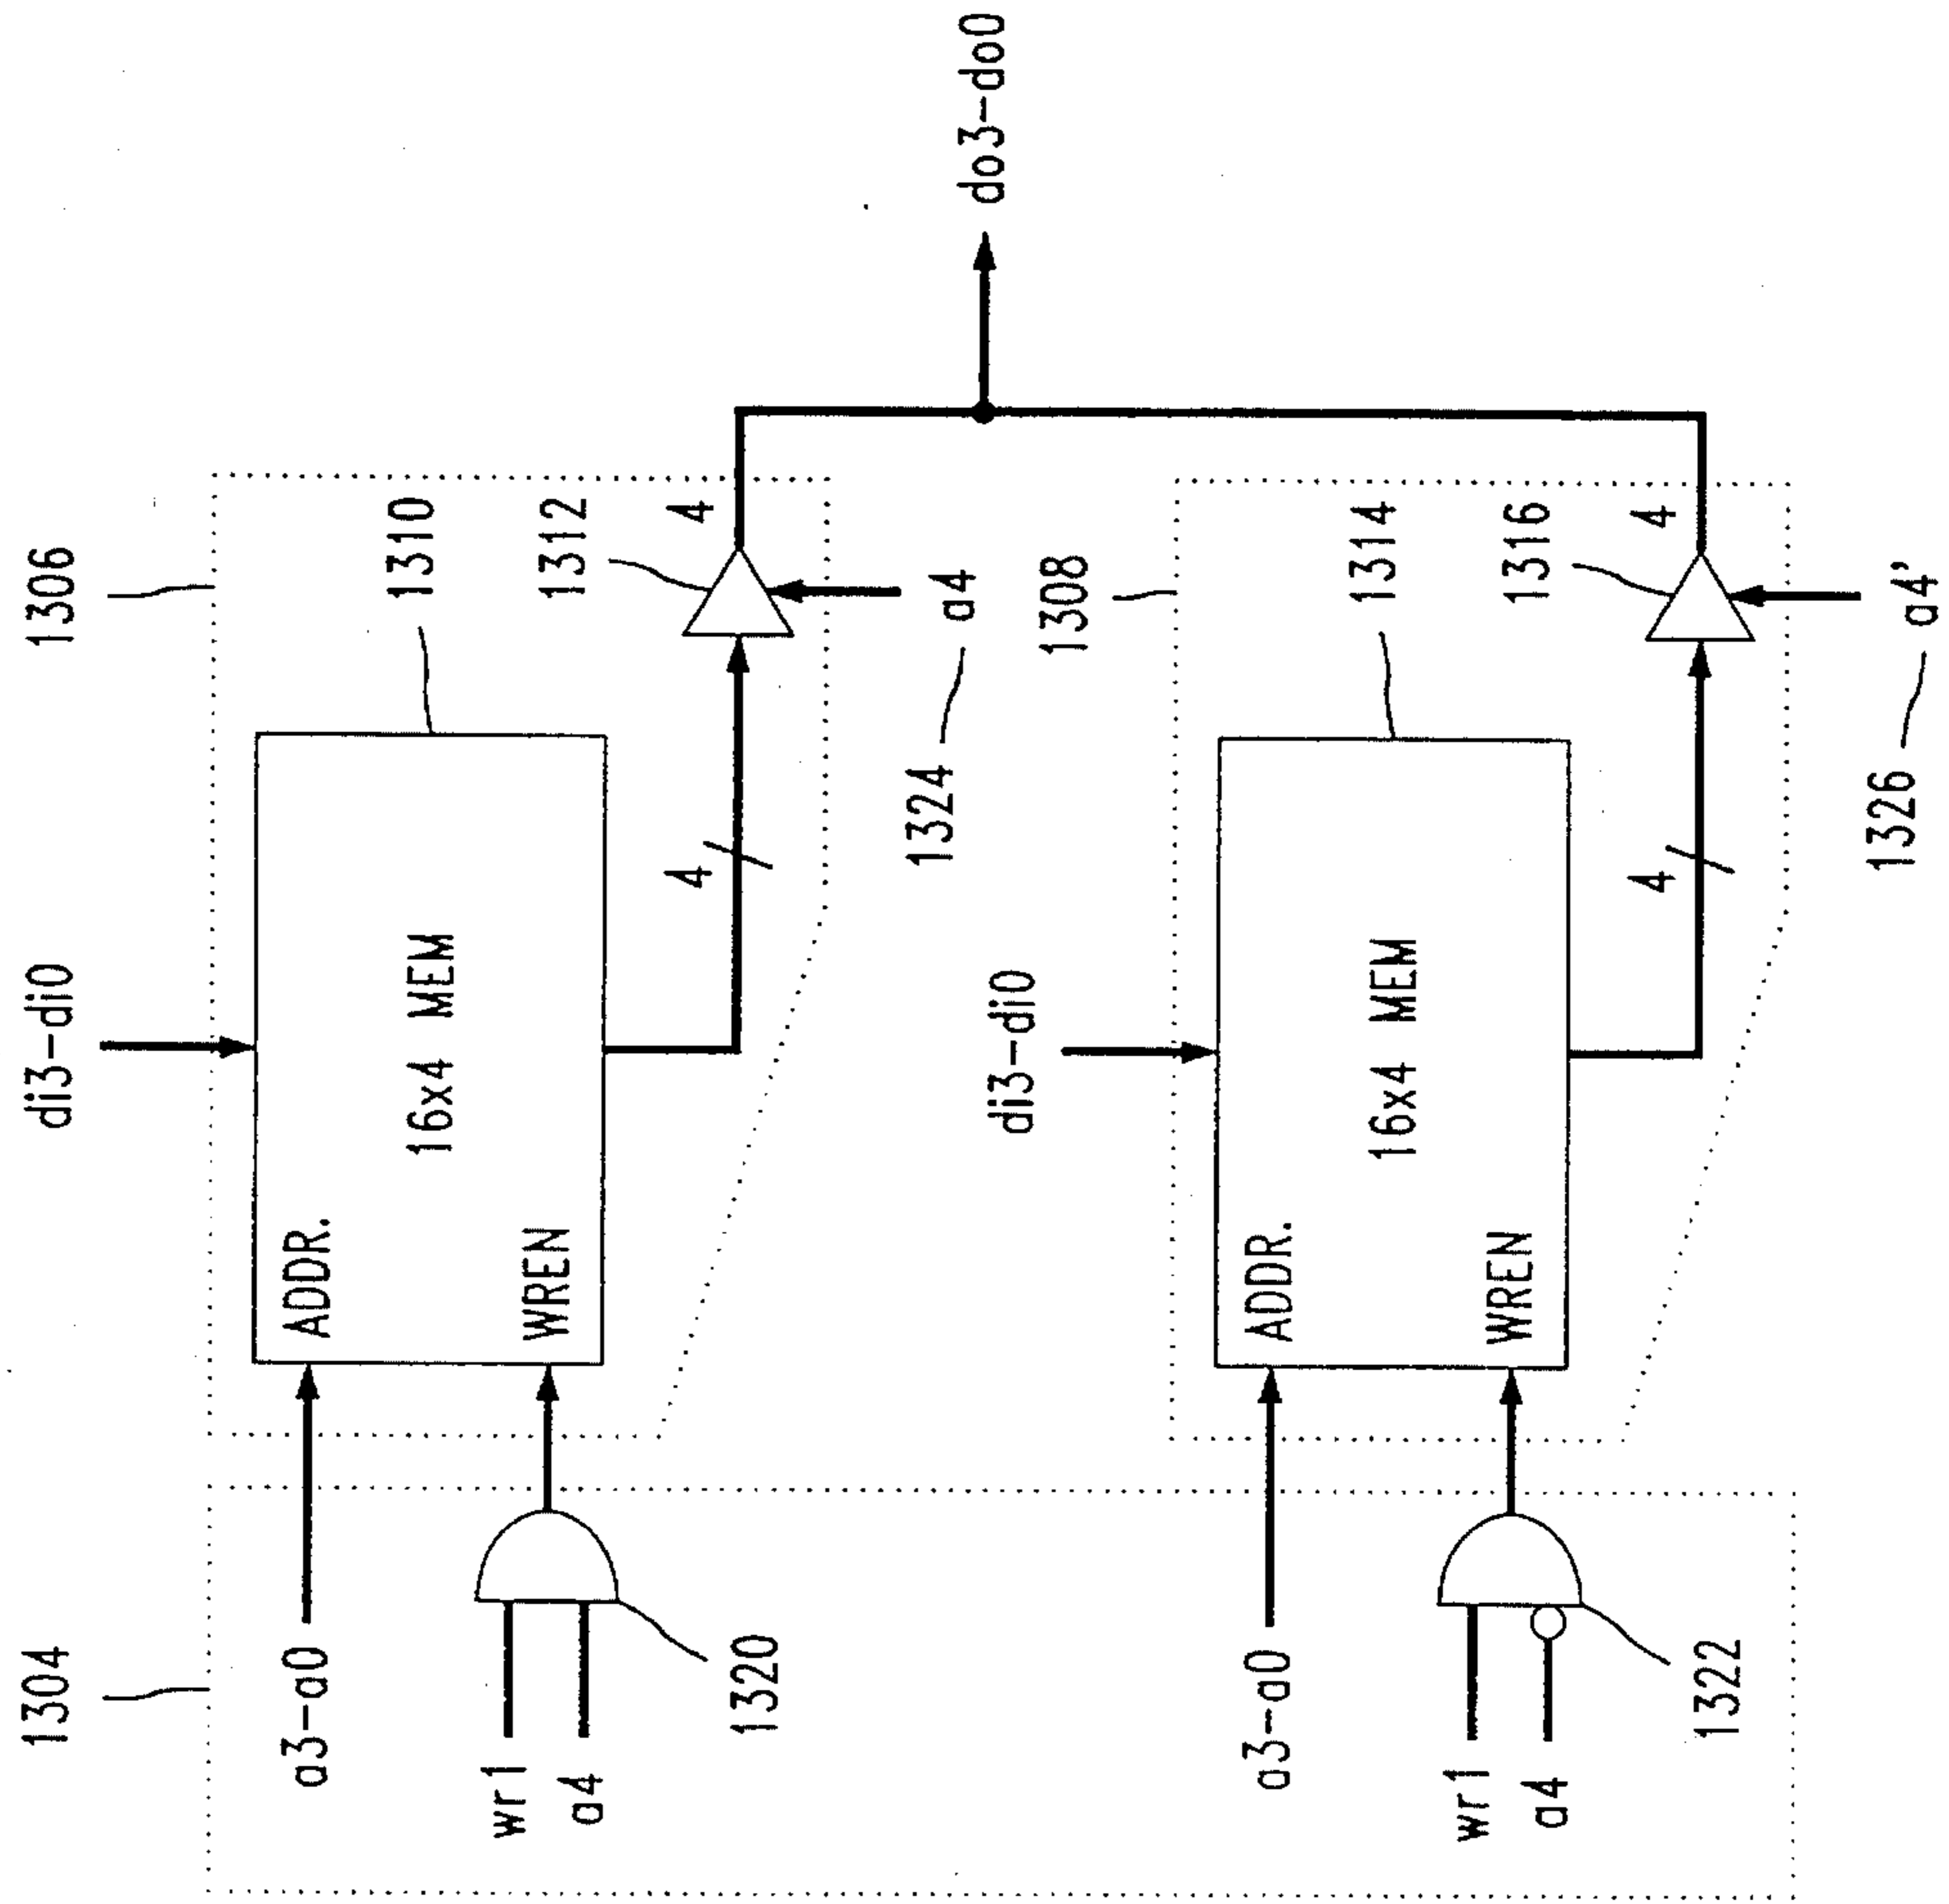 1304
1306
di3-di0
a3-a0
ADDR.
1310
16x4 MEM
wr1
a4
WREN
1312
4
4
1320
a4
1324
do3-do0
1308
di3-di0
a3-a0
ADDR.
1314
16x4 MEM
wr1
a4
WREN
1316
4
4
1322
a4'
1326